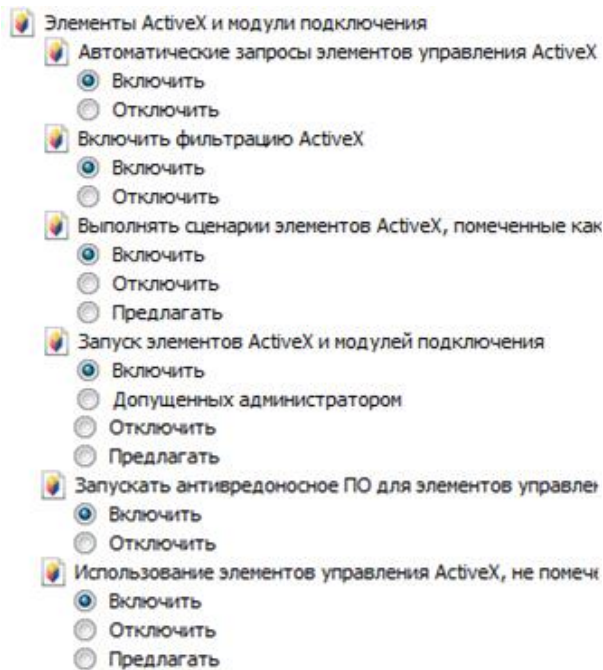 Элементы ActiveX и модули подключения
Автоматические запросы элементов управления ActiveX
Включить
Отключить
Включить фильтрацию ActiveX
Включить
Отключить
Выполнять сценарии элементов ActiveX, помеченные как
Включить
Отключить
Предлагать
Запуск элементов ActiveX и модулей подключения
Включить
Допущенных администратором
Отключить
Предлагать
Запускать антивредоносное ПО для элементов
Включить
Отключить
Использование элементов управления ActiveX, не
Включить
Отключить
Предлагать